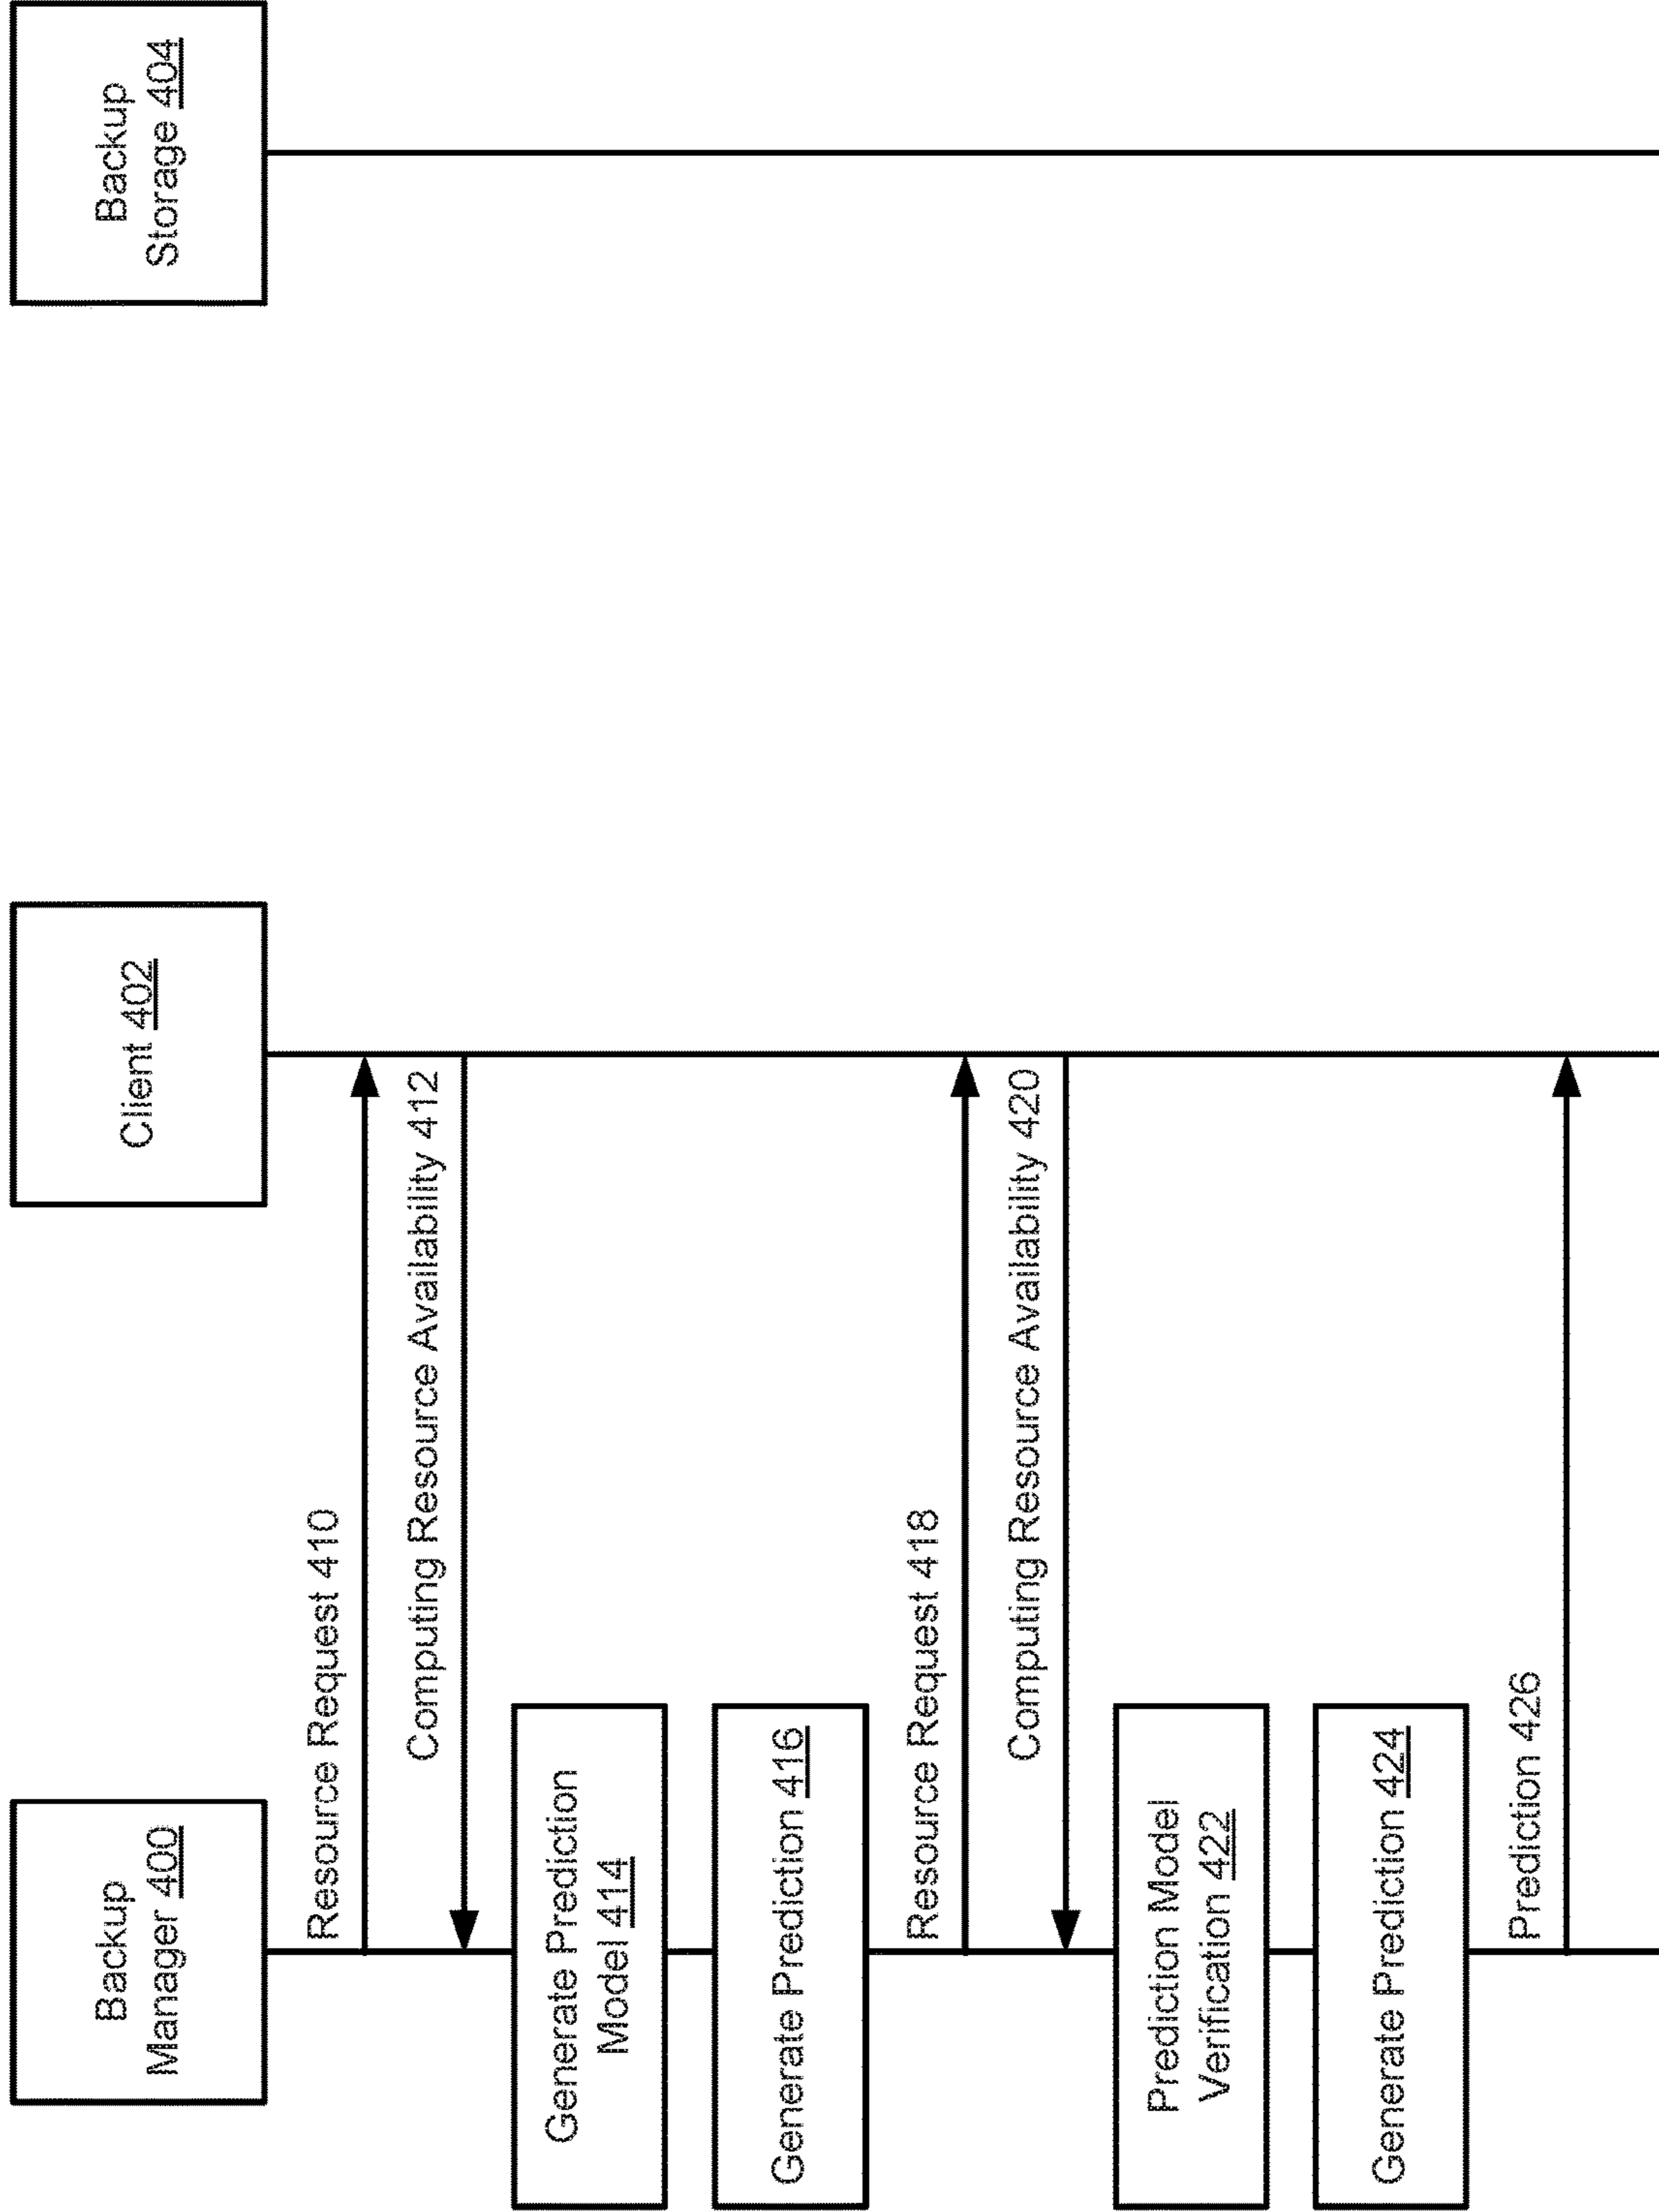 Backup
Manager 400
Client 402
Backup
Storage 404
Resource Request 410
Computing Resource Availability 412
Generate Prediction
Model 414
Generate Prediction 416
Resource Request 418
Computing Resource Availability 420
Prediction Model
Verification 422
Generate Prediction 424
Prediction 426